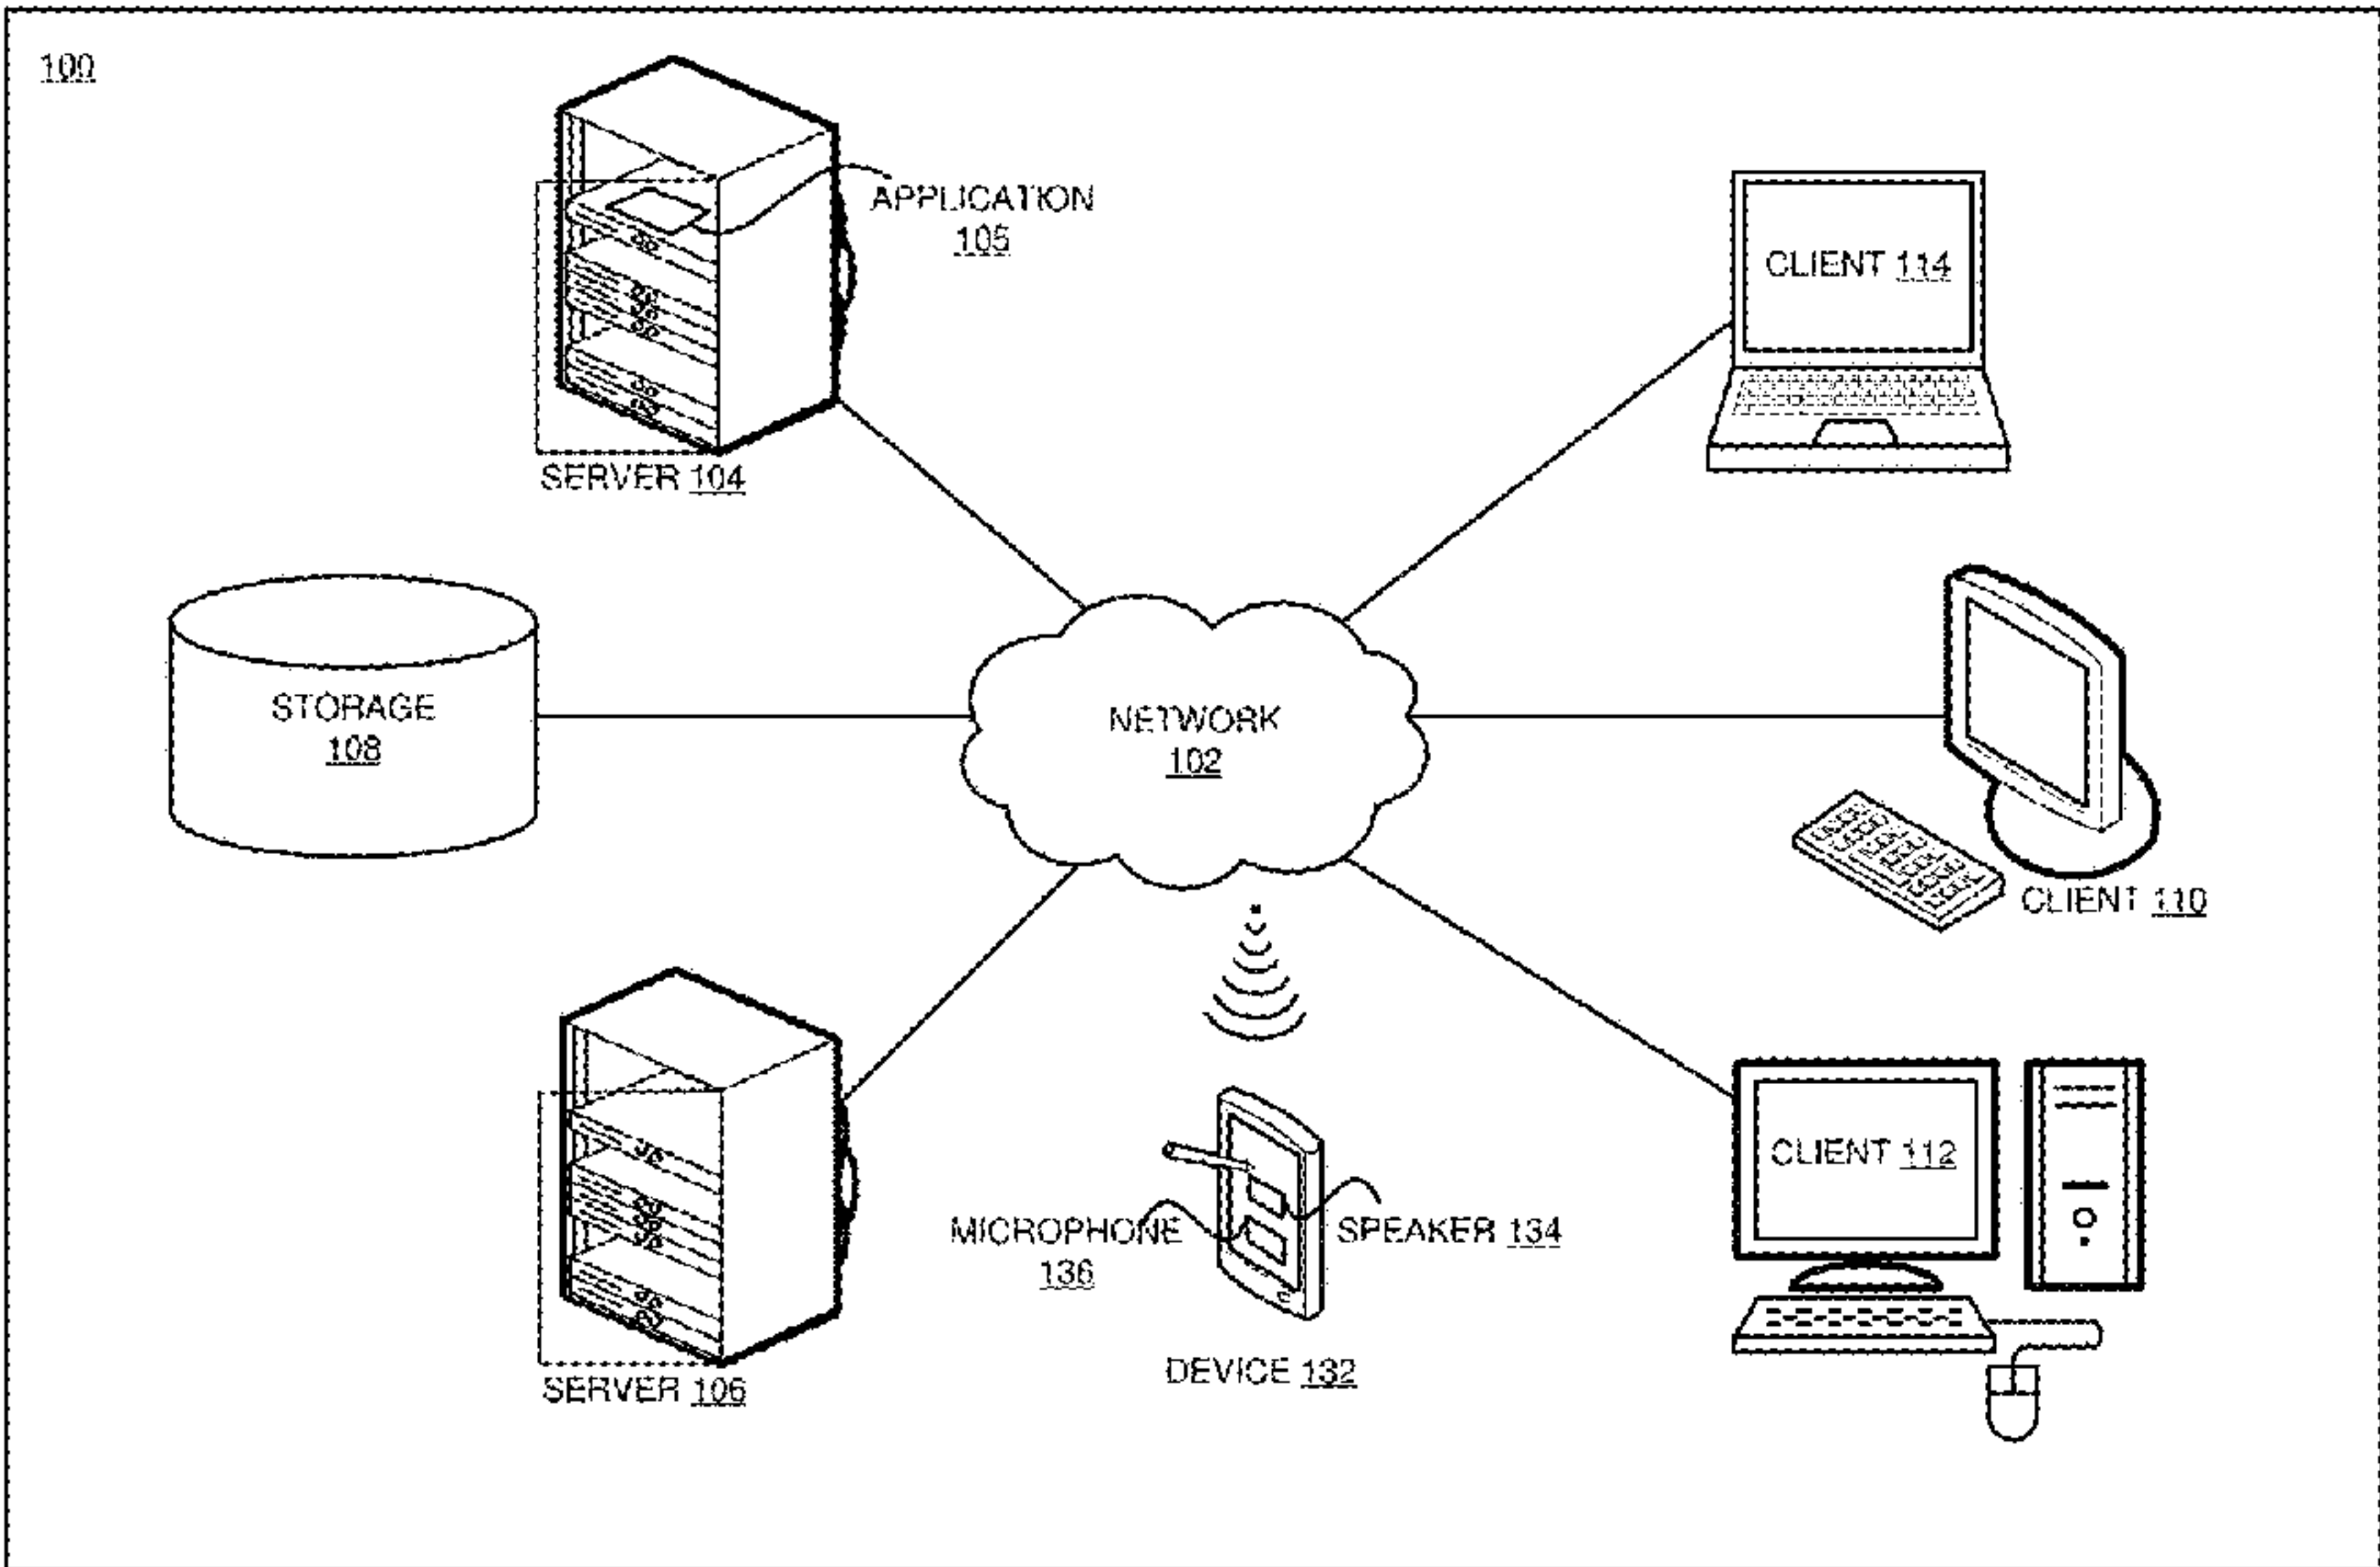 100
APPLICATION
105
CLIENT 114
SERVER 104
STORAGE
108
NETWORK
102
CLIENT 110
MICROPHONE
136
SPEAKER 134
CLIENT 112
DEVICE 132
SERVER 106